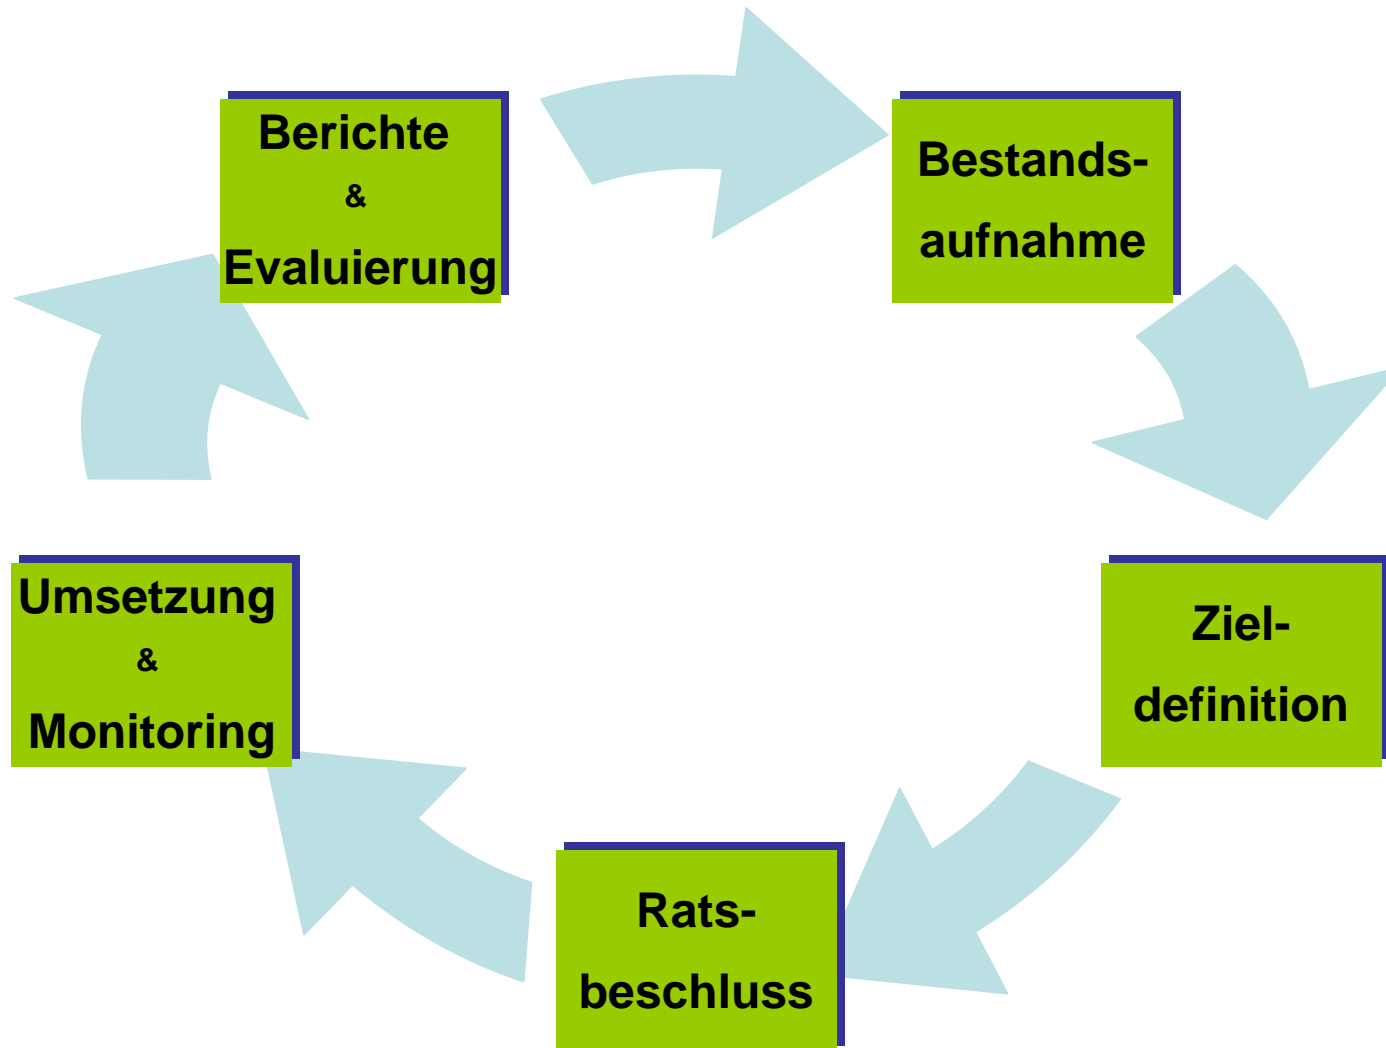 Berichte
&
Evaluierung
Bestands-
aufnahme
Ziel-
definition
Rats-
beschluss
Umsetzung
&
Monitoring